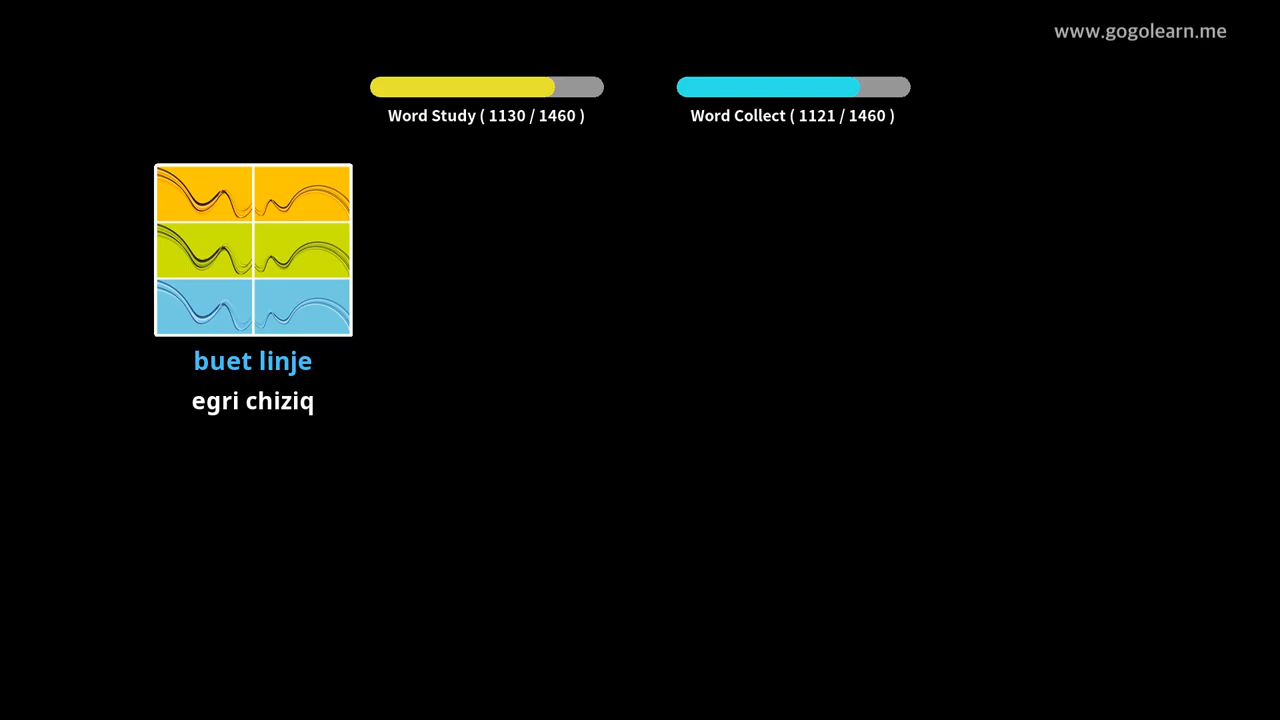 www.gogolearn.me
Word Study ( 1130 / 1460 )
Word Collect ( 1121 / 1460 )
buet linje
egri chiziq